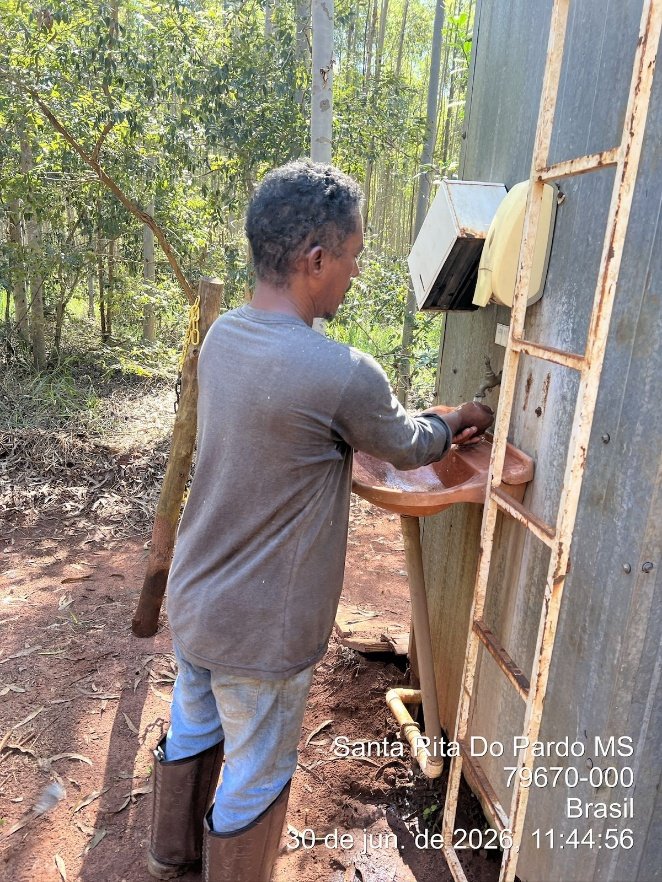 Santa Rita Do Pardo MS
79670-000
Brasil
30 de jun. de 2026, 11:44:56